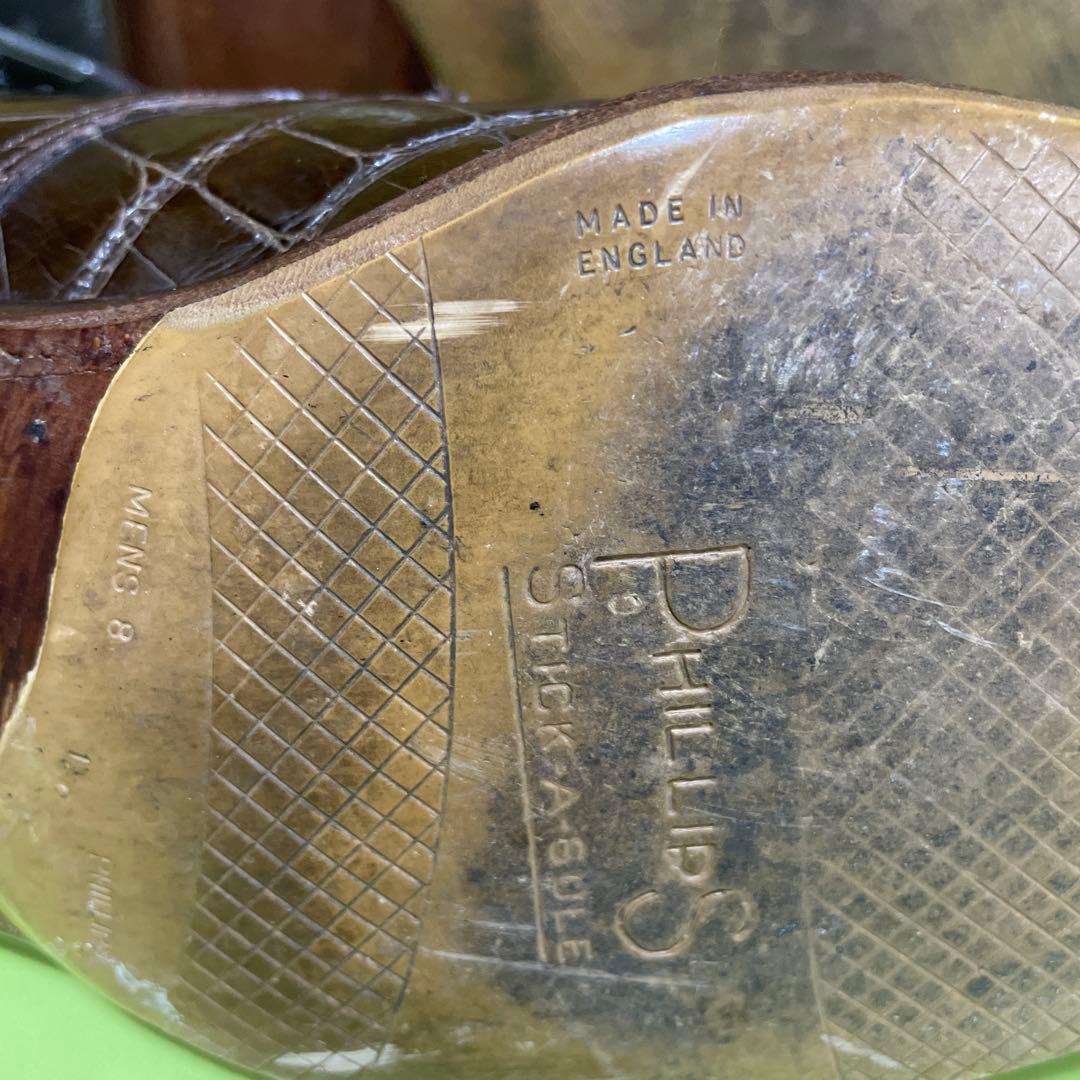 MADE IN
ENGLAND
PHILLIPS
STICK-A-SOLE
MENS 8